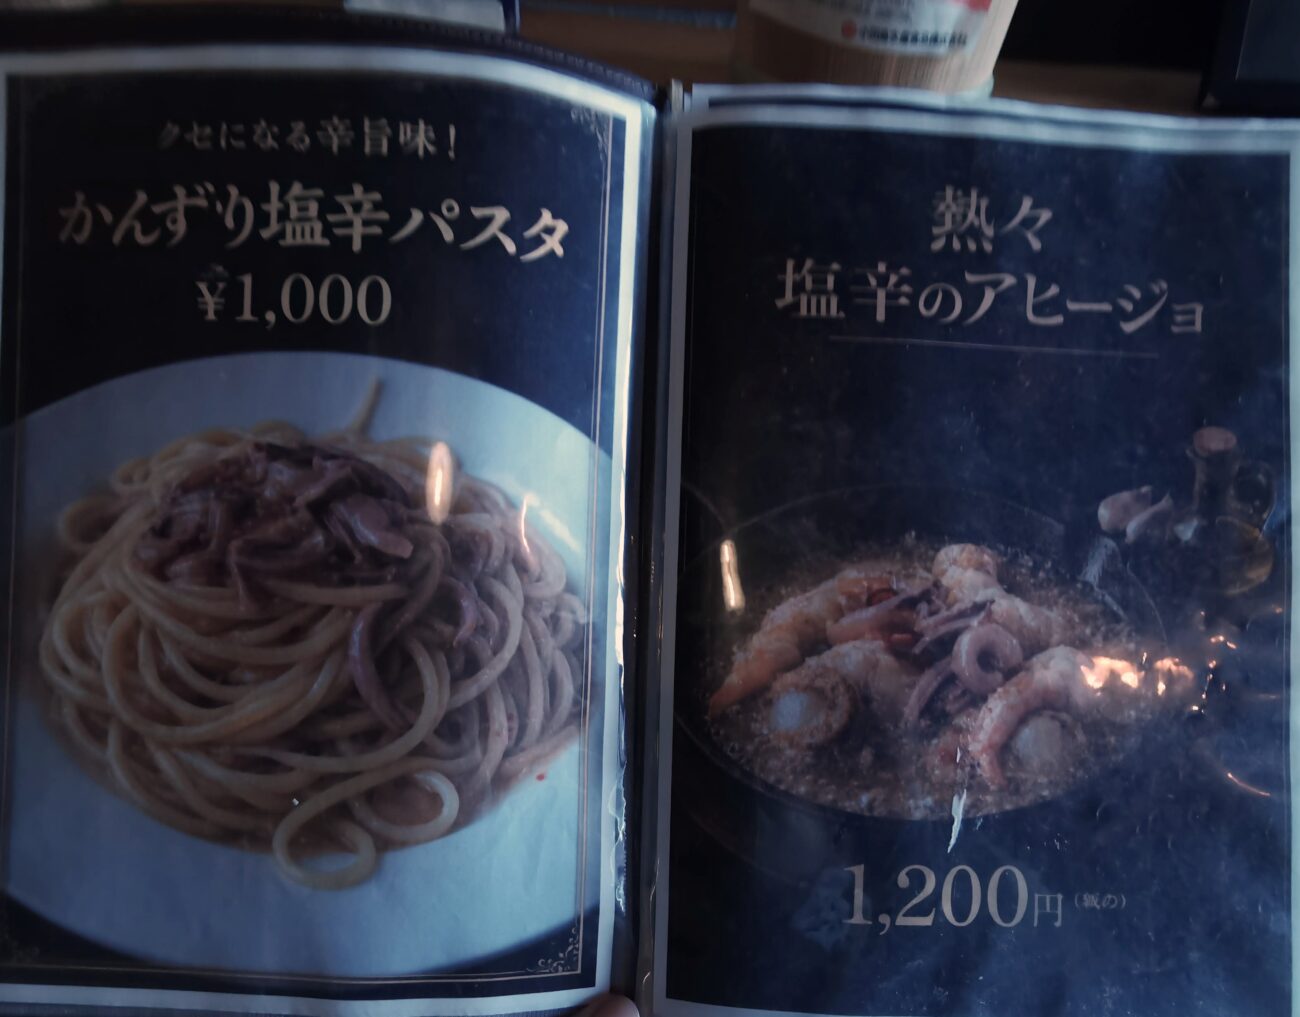 クセになる辛旨味!
かんずり塩辛パスタ
¥1,000
熱々
塩辛のアヒージョ
1,200円